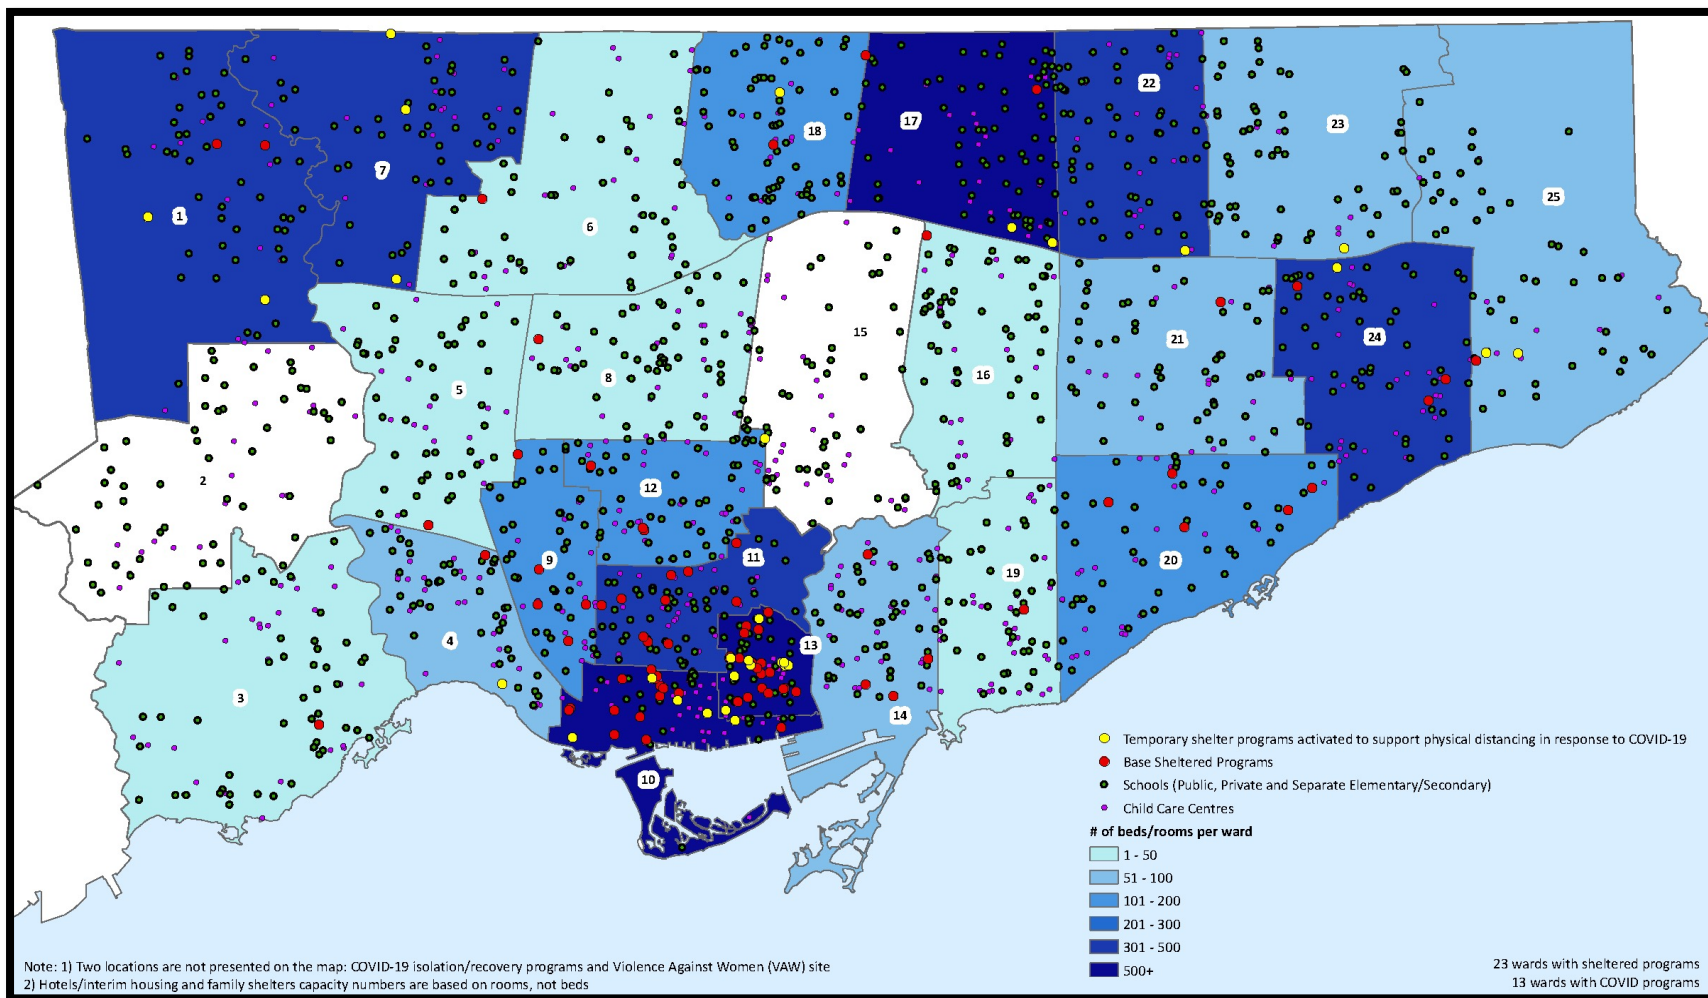 22
17
23
18
7
25
1
6
15
21
24
16
8
5
2
12
11
9
20
19
13
4
3
14
10
Temporary shelter programs activated to support physical distancing in response to COVID-19
Base Sheltered Programs
Schools (Public, Private and Separate Elementary/Secondary)
Child Care Centres
# of beds/rooms per ward
1 - 50
51 - 100
101 - 200
201 - 300
301 - 500
500+
Note: 1) Two locations are not presented on the map: COVID-19 isolation/recovery programs and Violence Against Women (VAW) site
2) Hotels/interim housing and family shelters capacity numbers are based on rooms, not beds
23 wards with sheltered programs
13 wards with COVID programs